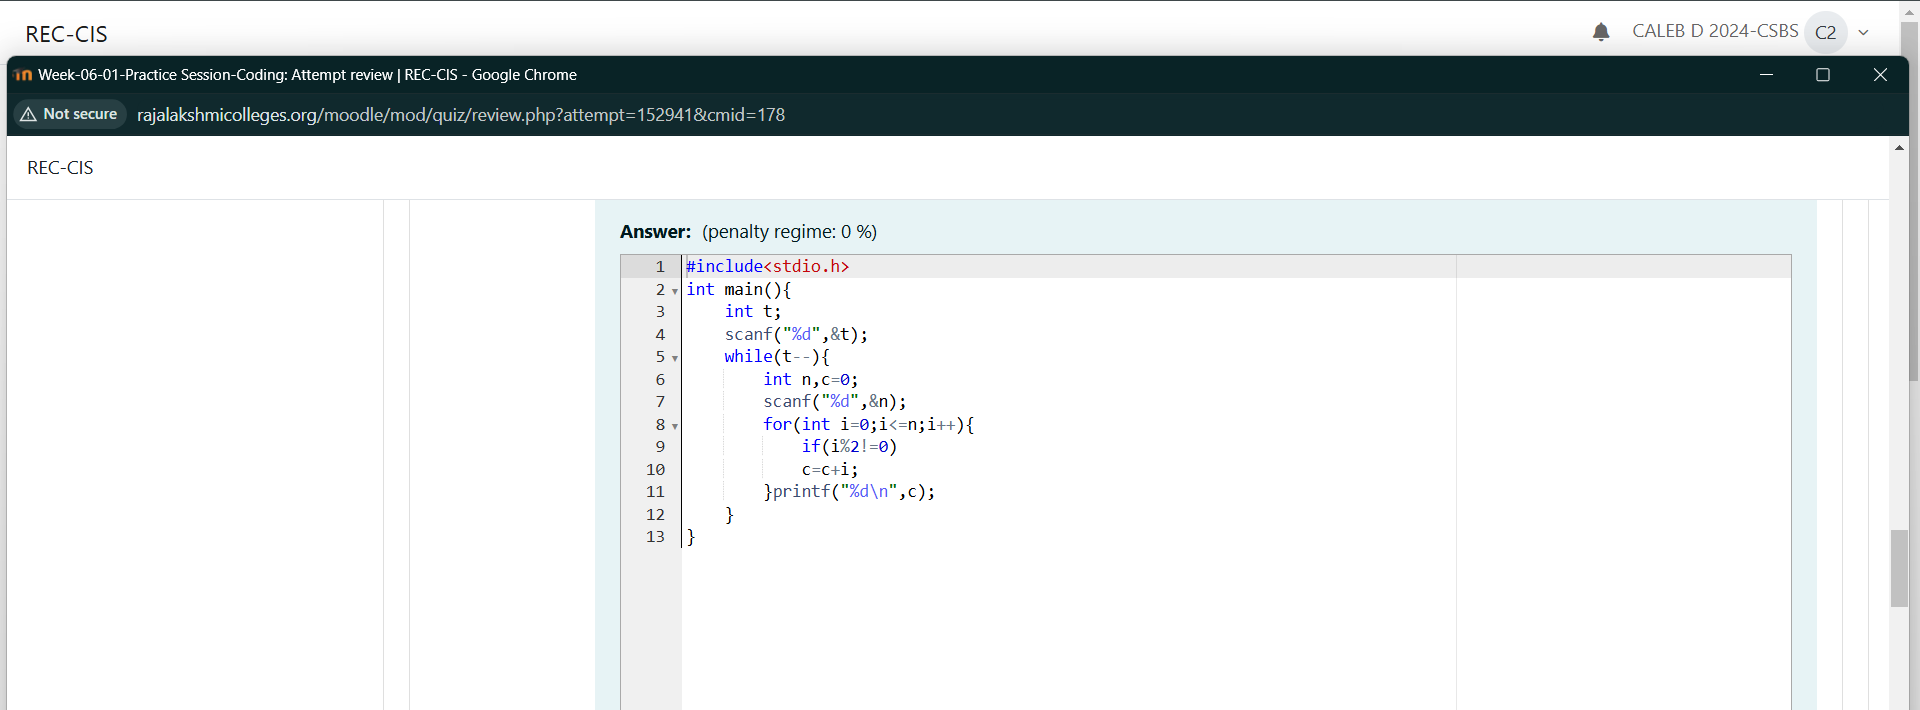 REC-CIS
CALEB D 2024-CSBS C2
Week-06-01-Practice Session-Coding: Attempt review | REC-CIS - Google Chrome
Not secure rajalakshmicolleges.org/moodle/mod/quiz/review.php?attempt=152941&cmid=178
REC-CIS
Answer: (penalty regime: 0 %)
1 #include<stdio.h>
2 int main(){
3     int t;
4     scanf("%d",&t);
5     while(t--){
6         int n,c=0;
7         scanf("%d",&n);
8         for(int i=0;i<=n;i++){
9             if(i%2!=0)
10             c=c+i;
11         }printf("%d\n",c);
12     }
13 }